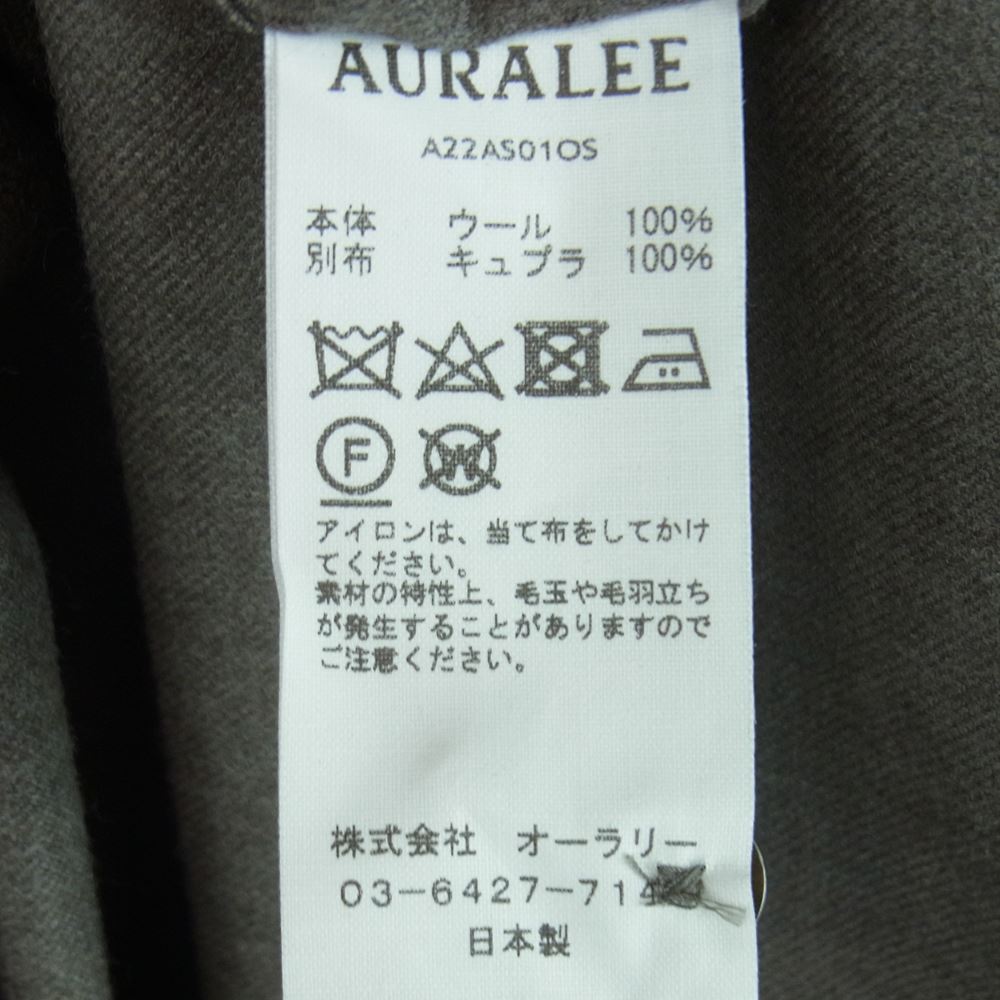 AURALEE
A22AS01OS
本体 ウール 100%
別布 キュプラ 100%
F W
アイロンは、当て布をしてかけ
てください。
素材の特性上、毛玉や毛羽立ち
が発生することがありますので
ご注意ください。
株式会社 オーラリー
03-6427-714
日本製